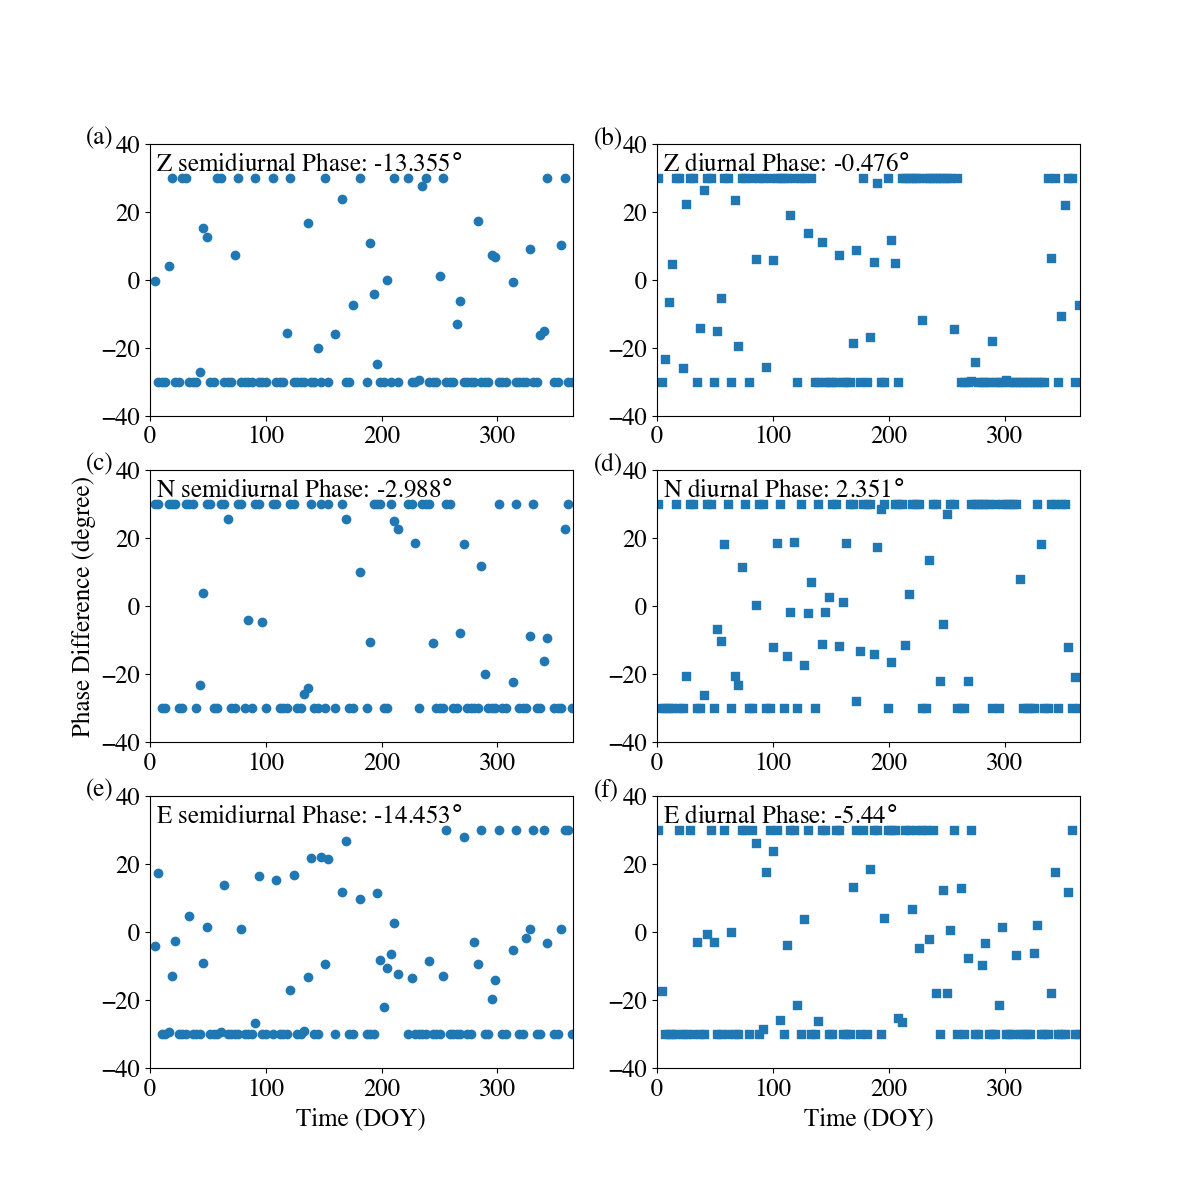 (a)
Z semidiurnal Phase: -13.355°
40
20
0
−20
−40
0 100 200 300
(b)
Z diurnal Phase: -0.476°
40
20
0
−20
−40
0 100 200 300
(c)
N semidiurnal Phase: -2.988°
40
20
0
−20
−40
0 100 200 300
Phase Difference (degree)
(d)
N diurnal Phase: 2.351°
40
20
0
−20
−40
0 100 200 300
(e)
E semidiurnal Phase: -14.453°
40
20
0
−20
−40
0 100 200 300
Time (DOY)
(f)
E diurnal Phase: -5.44°
40
20
0
−20
−40
0 100 200 300
Time (DOY)